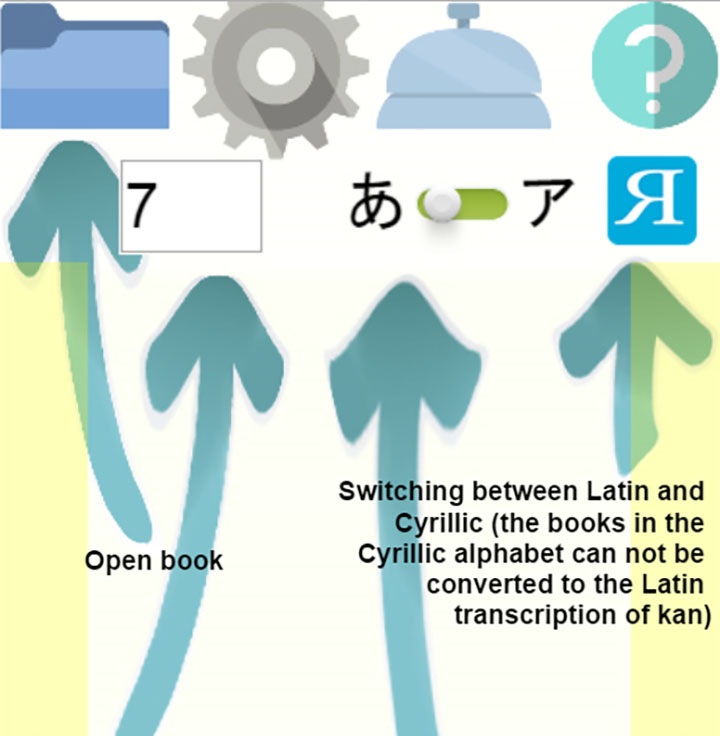 ?
7
あ ア Я
Switching between Latin and
Cyrillic (the books in the
Cyrillic alphabet can not be
converted to the Latin
transcription of kan)
Open book